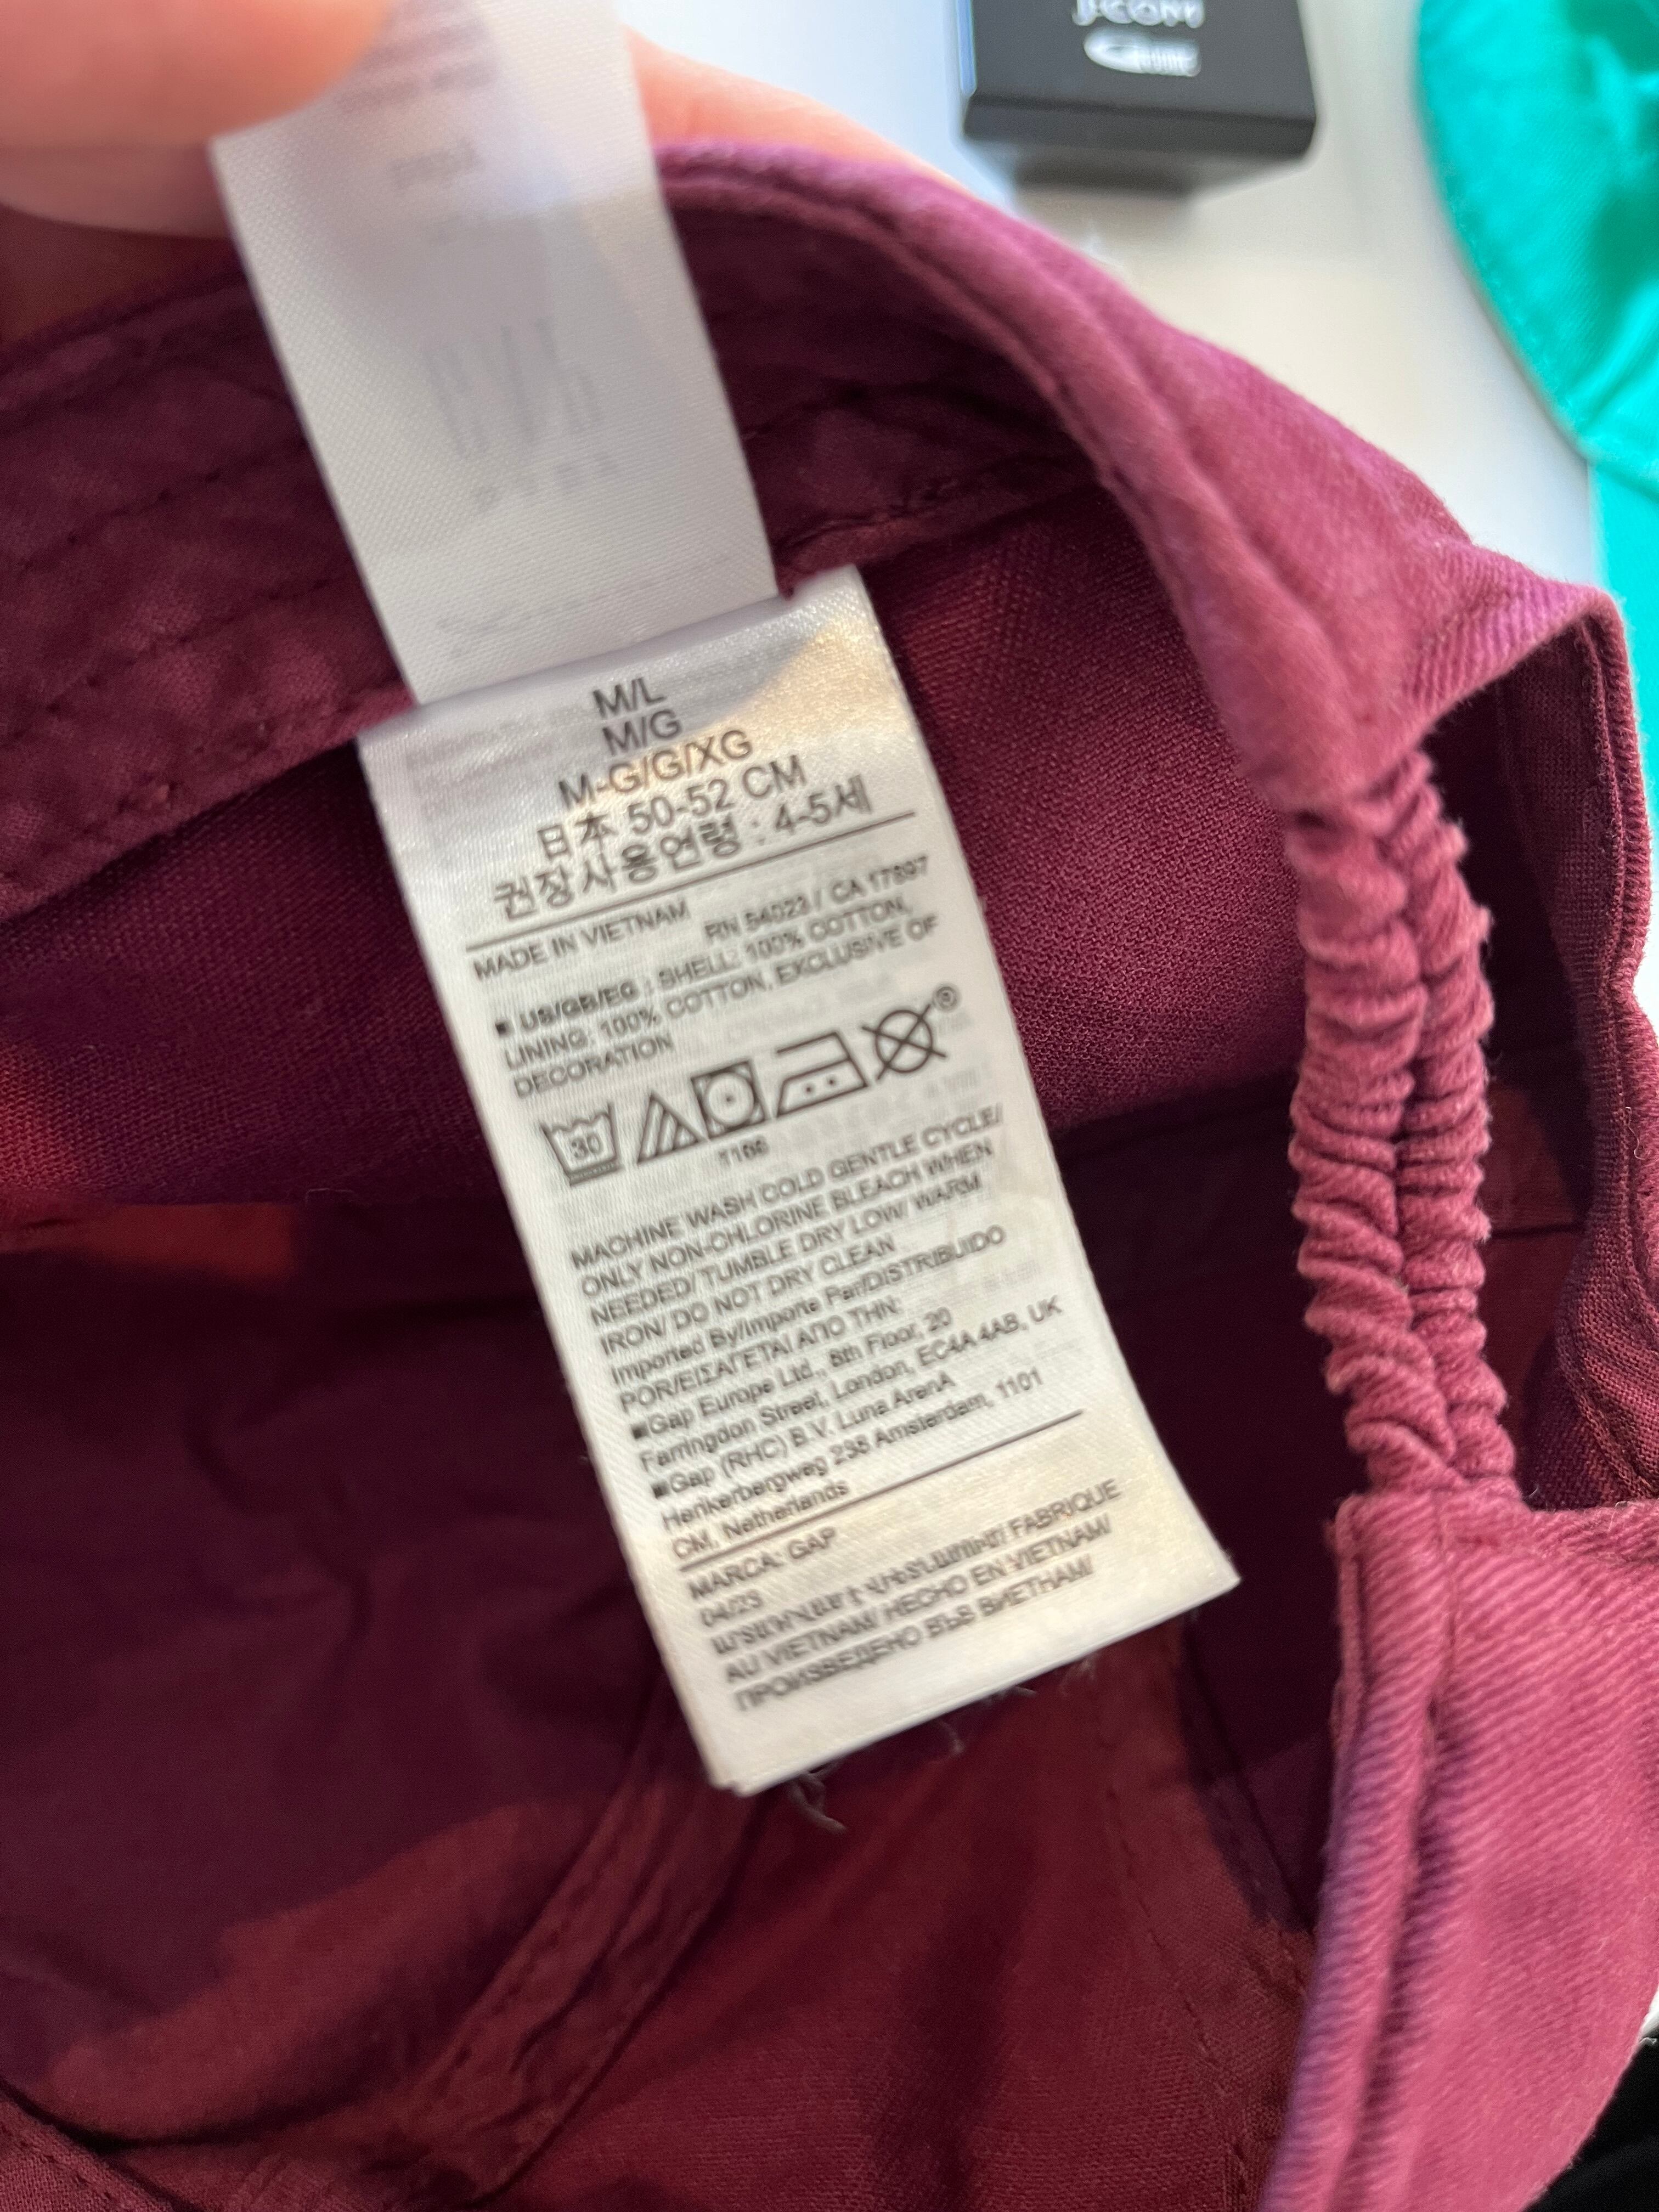 J:COM
M/L
M/G
M-G/G/XG
日本 50-52 CM
권장사용연령 : 4-5세
MADE IN VIETNAM
RN 54023 / CA 17897
■ US/GB/EG : SHELL: 100% COTTON,
LINING: 100% COTTON, EXCLUSIVE OF
DECORATION
30
1106
MACHINE WASH COLD GENTLE CYCLE/
ONLY NON-CHLORINE BLEACH WHEN
NEEDED/ TUMBLE DRY LOW/ WARM
IRON/ DO NOT DRY CLEAN
Imported By/Importe Par/DISTRIBUIDO
POR/ΕΙΣΑΓΕΤΑΙ ΑΠΟ ΤΗΝ:
■Gap Europe Ltd., 8th Floor, 20
Farringdon Street, London, EC4A 4AB, UK
■Gap (RHC) B.V. Luna ArenA
Herikerbergweg 238 Amsterdam, 1101
CM, Netherlands
MARCA: GAP
04/23
FABRIQUE
AU VIETNAM/ HECHO EN VIETNAM/
ПРОИЗВЕДЕНО ВЪВ ВИЕТНАМ/